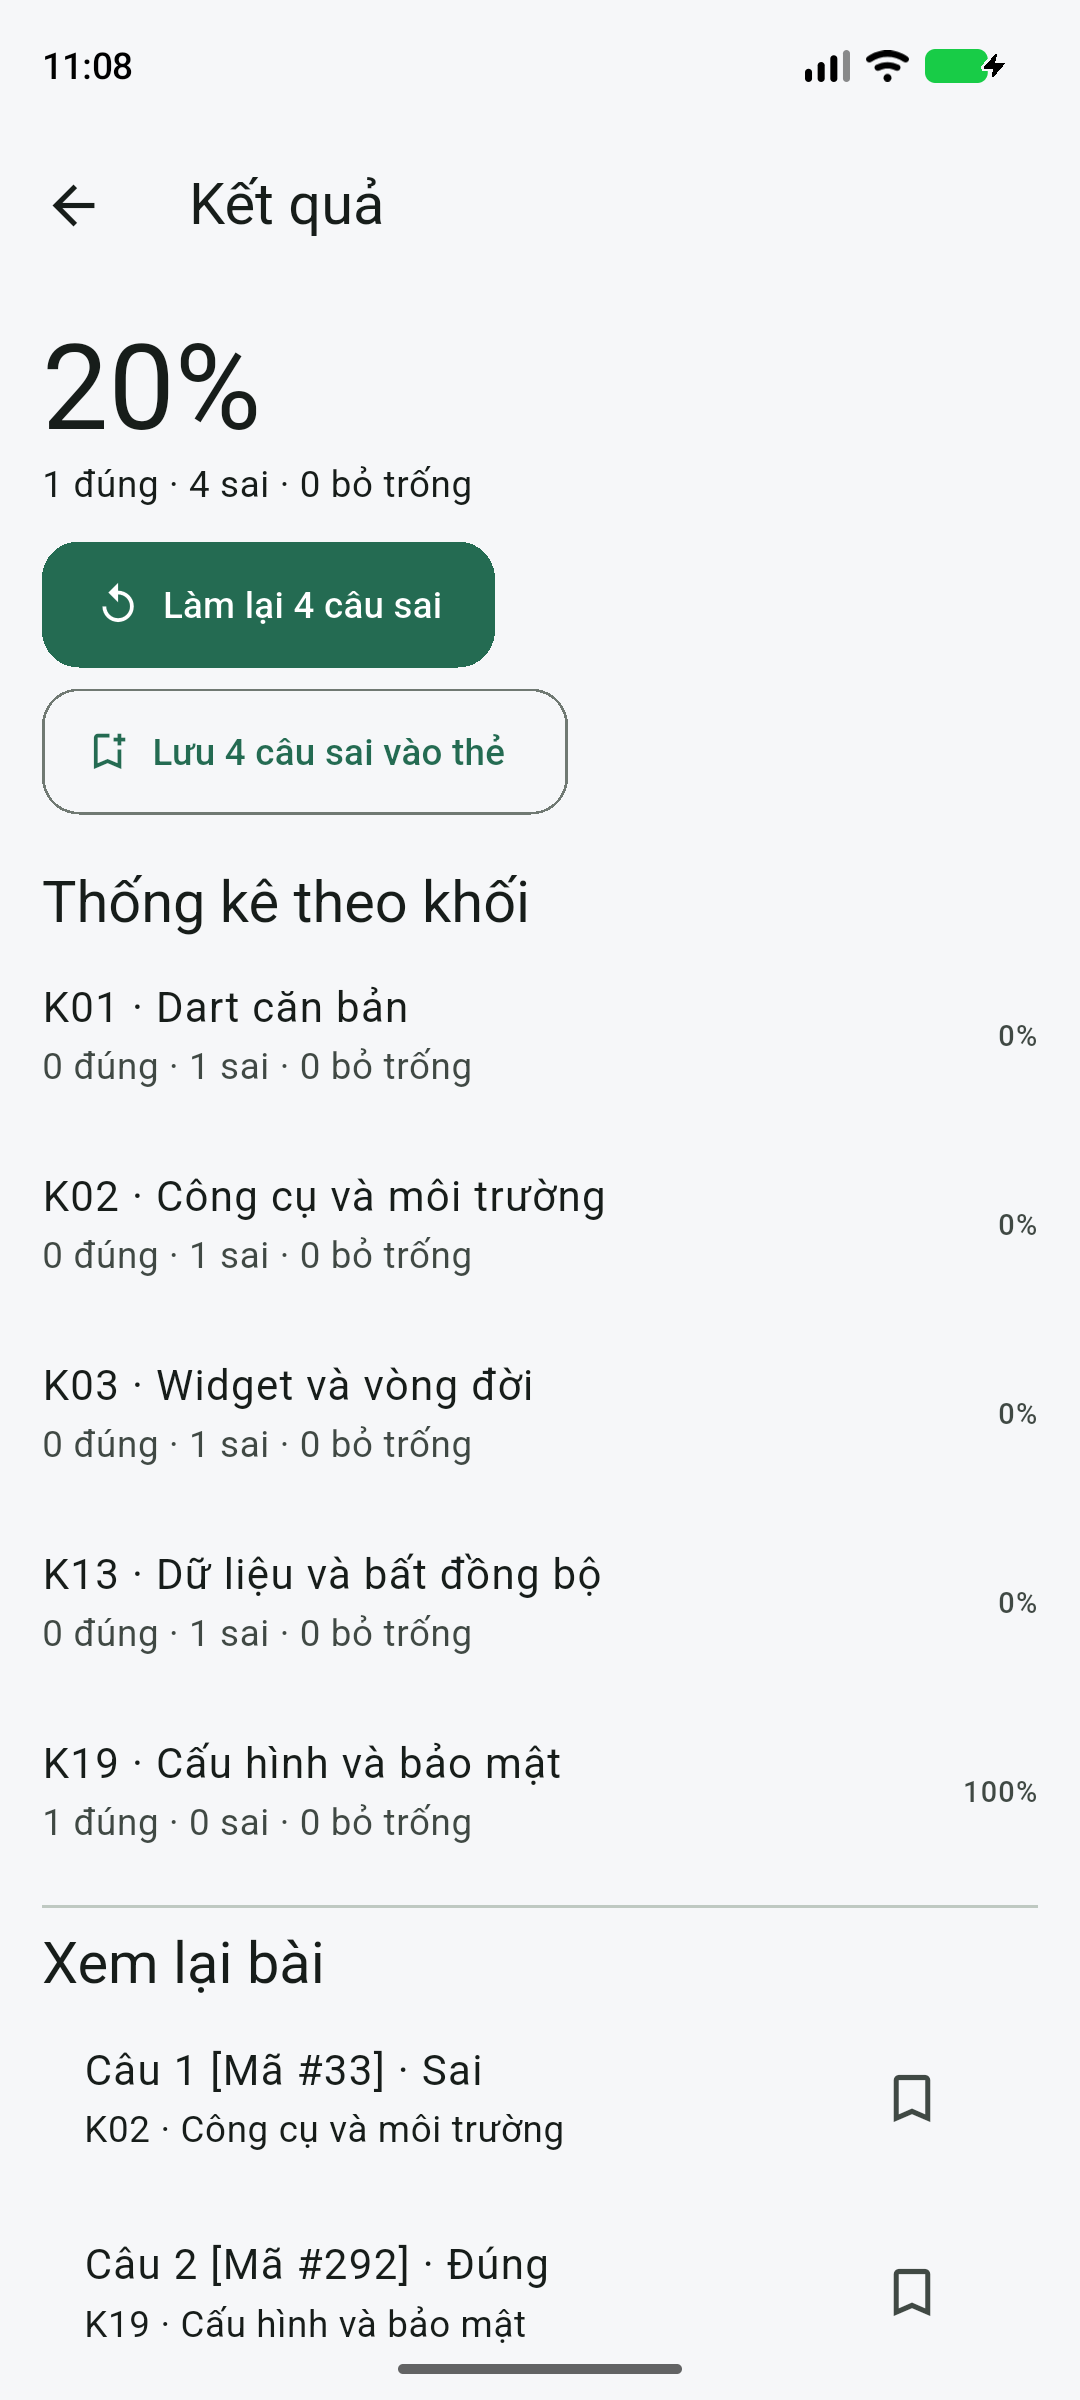 11:08
Kết quả
20%
1 đúng · 4 sai · 0 bỏ trống
Làm lại 4 câu sai
Lưu 4 câu sai vào thẻ
Thống kê theo khối
K01 · Dart căn bản
0 đúng · 1 sai · 0 bỏ trống
0%
K02 · Công cụ và môi trường
0 đúng · 1 sai · 0 bỏ trống
0%
K03 · Widget và vòng đời
0 đúng · 1 sai · 0 bỏ trống
0%
K13 · Dữ liệu và bất đồng bộ
0 đúng · 1 sai · 0 bỏ trống
0%
K19 · Cấu hình và bảo mật
1 đúng · 0 sai · 0 bỏ trống
100%
Xem lại bài
Câu 1 [Mã #33] · Sai
K02 · Công cụ và môi trường
Câu 2 [Mã #292] · Đúng
K19 · Cấu hình và bảo mật